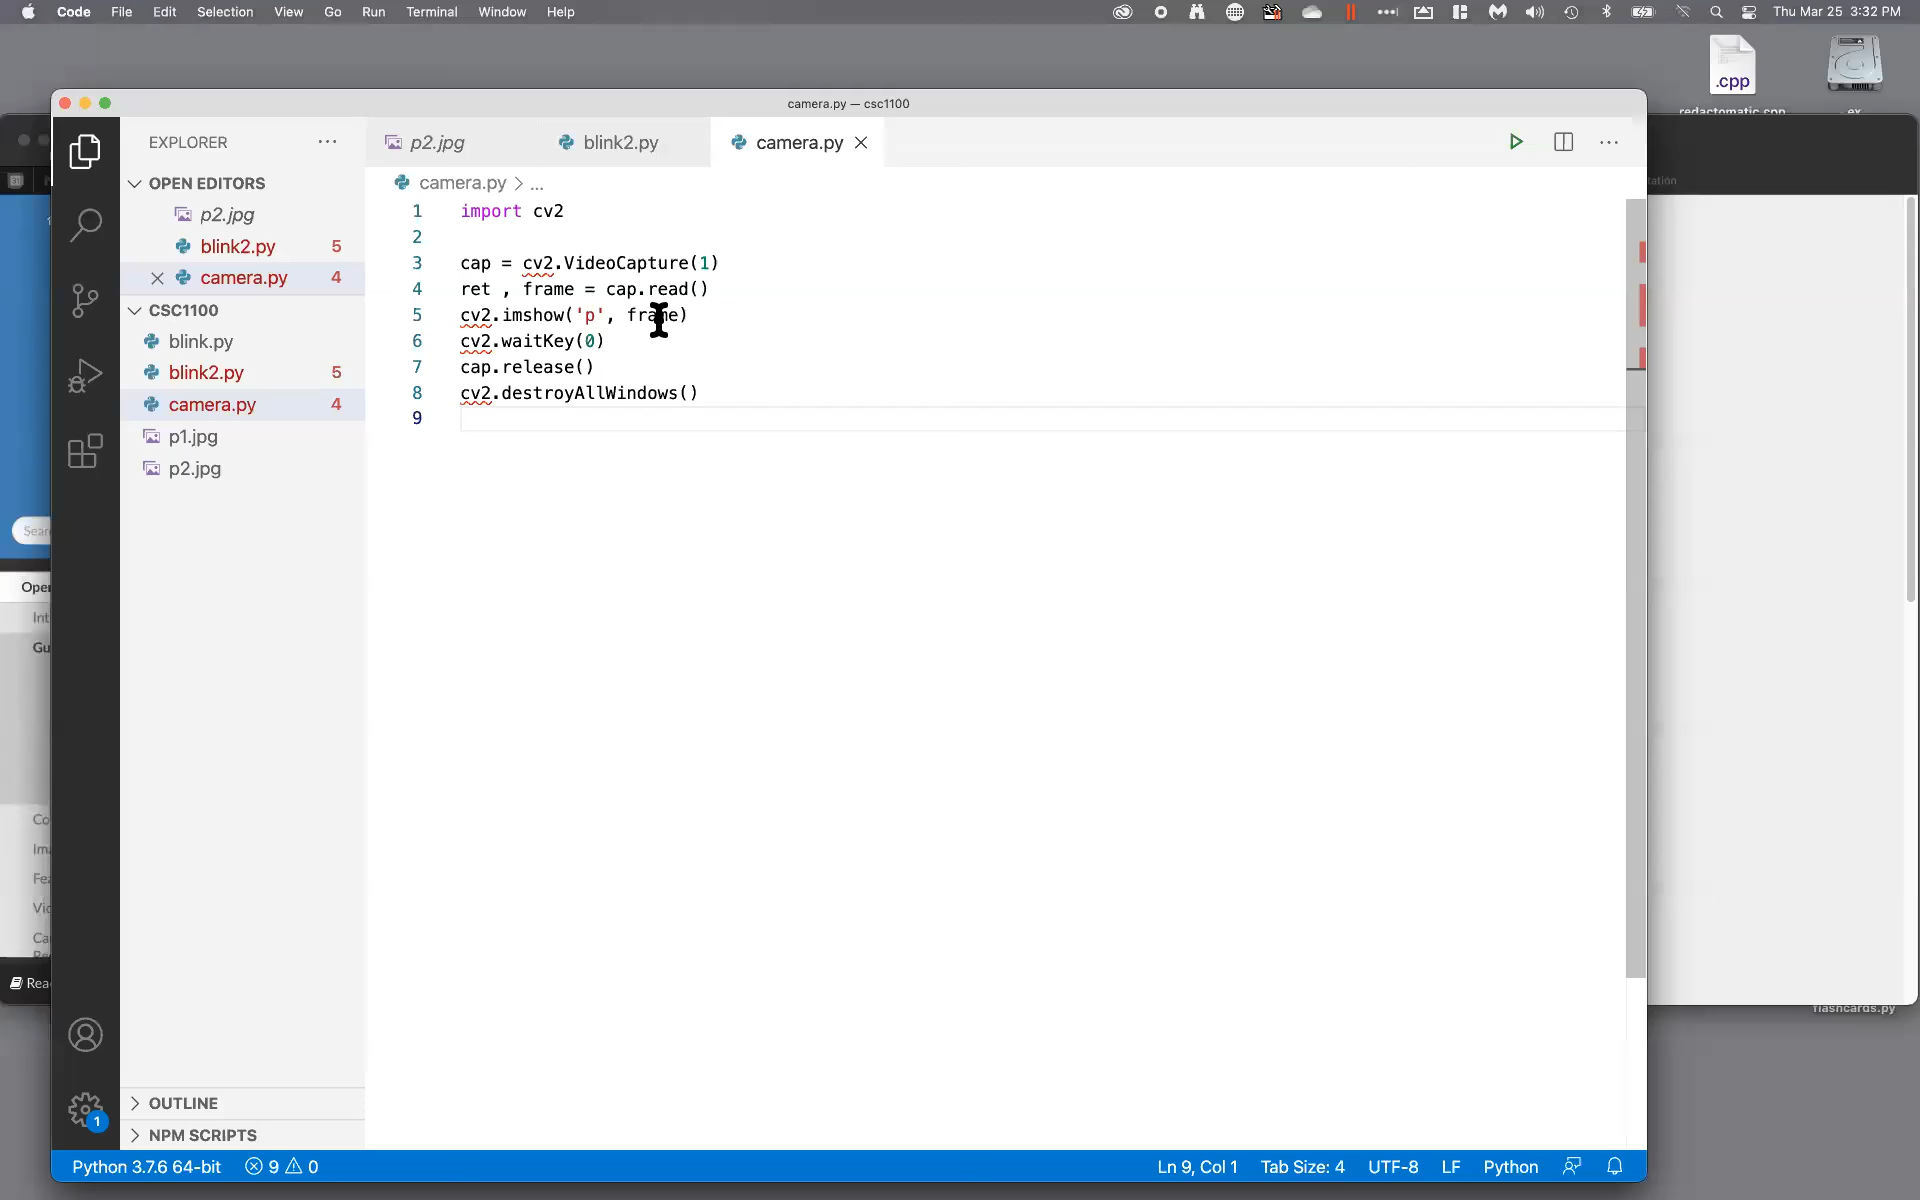 Code File Edit Selection View Go Run Terminal Window Help
Thu Mar 25 3:32 PM
.cpp
redactomatic.cpp
camera.py — csc1100
EXPLORER
OPEN EDITORS
p2.jpg
blink2.py 5
camera.py 4
CSC1100
blink.py
blink2.py 5
camera.py 4
p1.jpg
p2.jpg
OUTLINE
NPM SCRIPTS
p2.jpg blink2.py camera.py
camera.py > ...
1 import cv2
2
3 cap = cv2.VideoCapture(1)
4 ret , frame = cap.read()
5 cv2.imshow('p', frame)
6 cv2.waitKey(0)
7 cap.release()
8 cv2.destroyAllWindows()
9
1
Python 3.7.6 64-bit 9 0
Ln 9, Col 1 Tab Size: 4 UTF-8 LF Python
flashcards.py